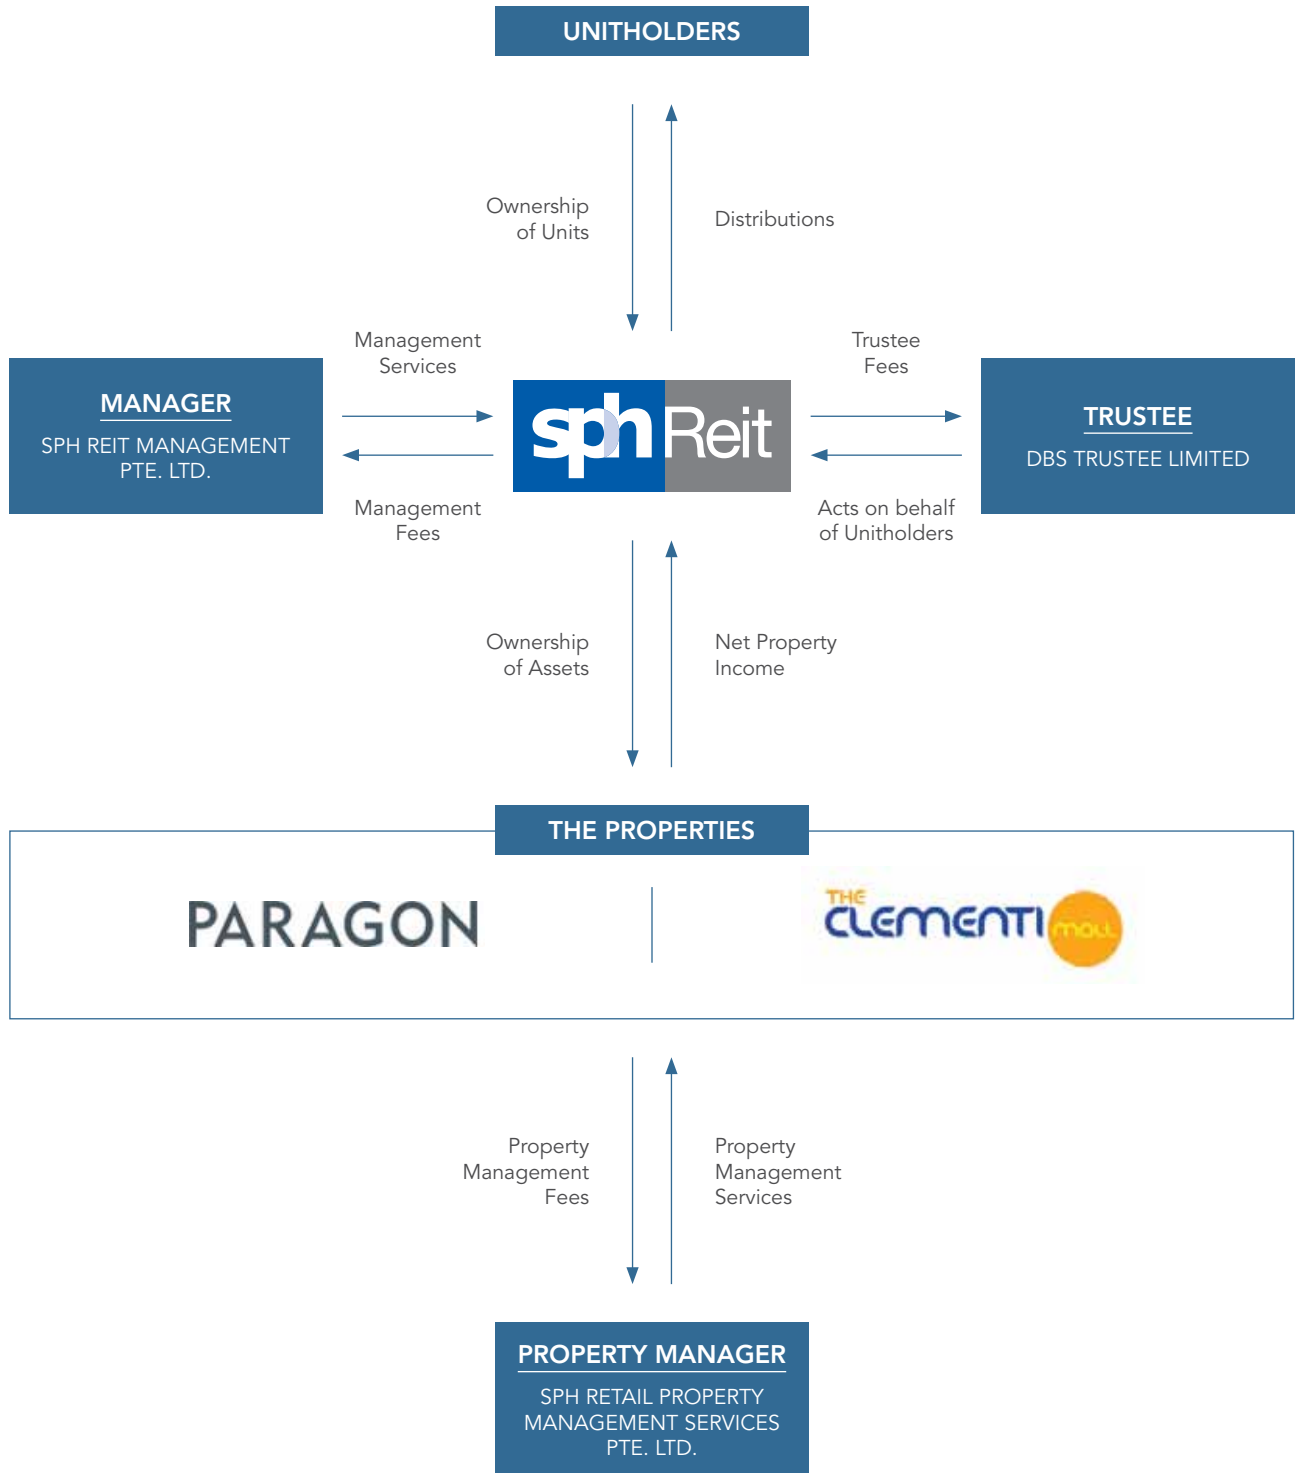 UNITHOLDERS
Ownership
of Units
Distributions
Management
Services
Trustee
Fees
MANAGER
SPH REIT MANAGEMENT
PTE. LTD.
sph Reit
TRUSTEE
DBS TRUSTEE LIMITED
Management
Fees
Acts on behalf
of Unitholders
Ownership
of Assets
Net Property
Income
THE PROPERTIES
PARAGON
THE
CLEMENTI mall
Property
Management
Fees
Property
Management
Services
PROPERTY MANAGER
SPH RETAIL PROPERTY
MANAGEMENT SERVICES
PTE. LTD.